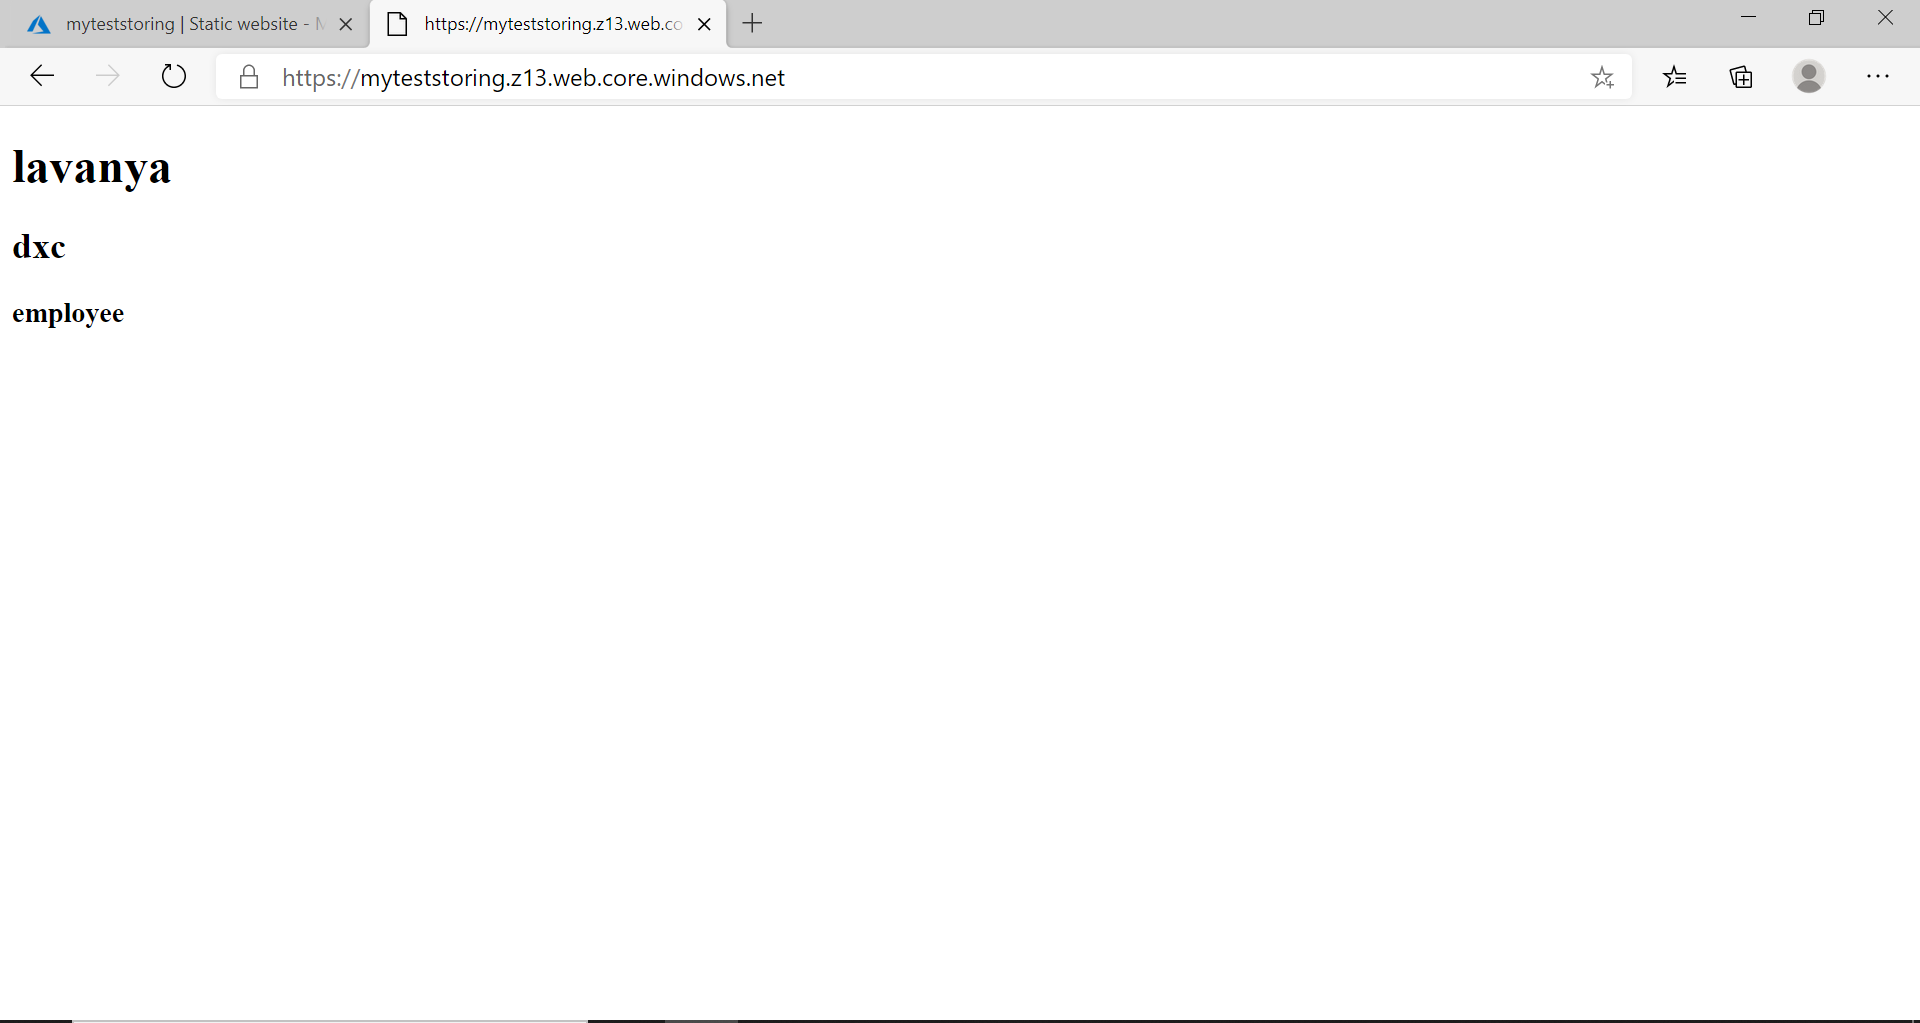 myteststoring | Static website -
https://myteststoring.z13.web.co
https://myteststoring.z13.web.core.windows.net
lavanya
dxc
employee